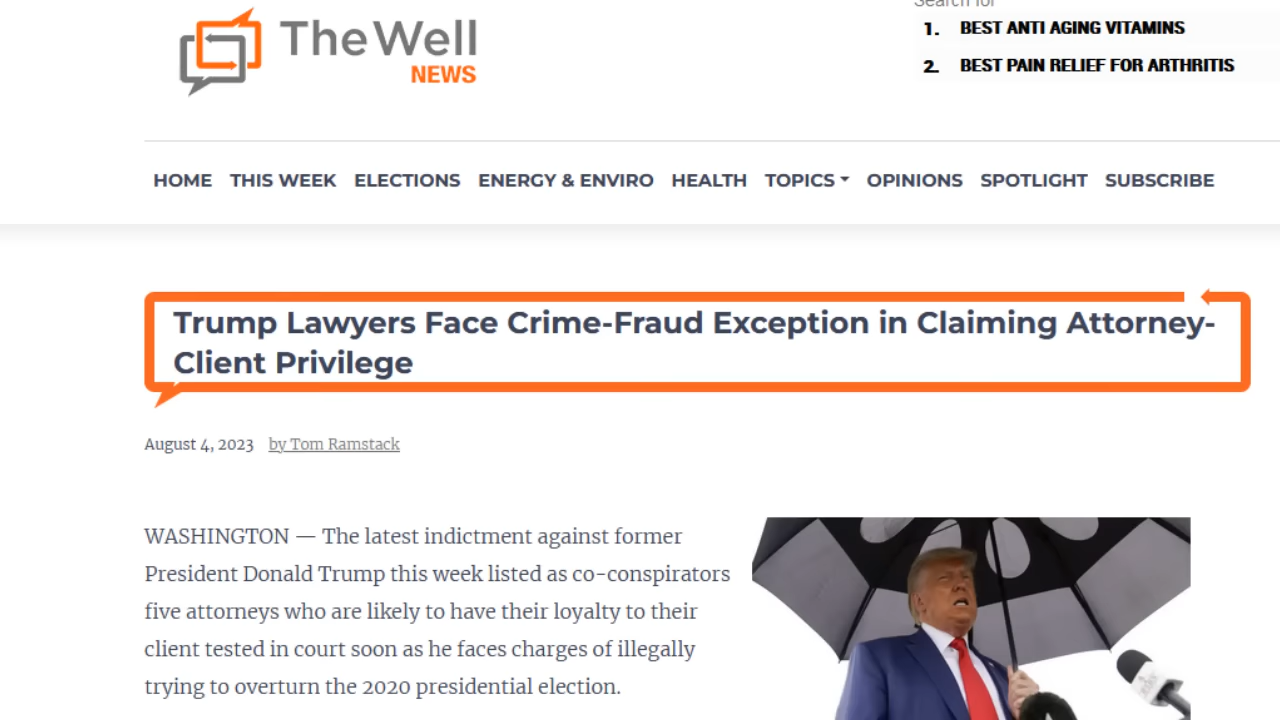 The Well
NEWS
Search for
1. BEST ANTI AGING VITAMINS
2. BEST PAIN RELIEF FOR ARTHRITIS
HOME THIS WEEK ELECTIONS ENERGY & ENVIRO HEALTH TOPICS OPINIONS SPOTLIGHT SUBSCRIBE
Trump Lawyers Face Crime-Fraud Exception in Claiming Attorney-
Client Privilege
August 4, 2023 by Tom Ramstack
WASHINGTON — The latest indictment against former
President Donald Trump this week listed as co-conspirators
five attorneys who are likely to have their loyalty to their
client tested in court soon as he faces charges of illegally
trying to overturn the 2020 presidential election.